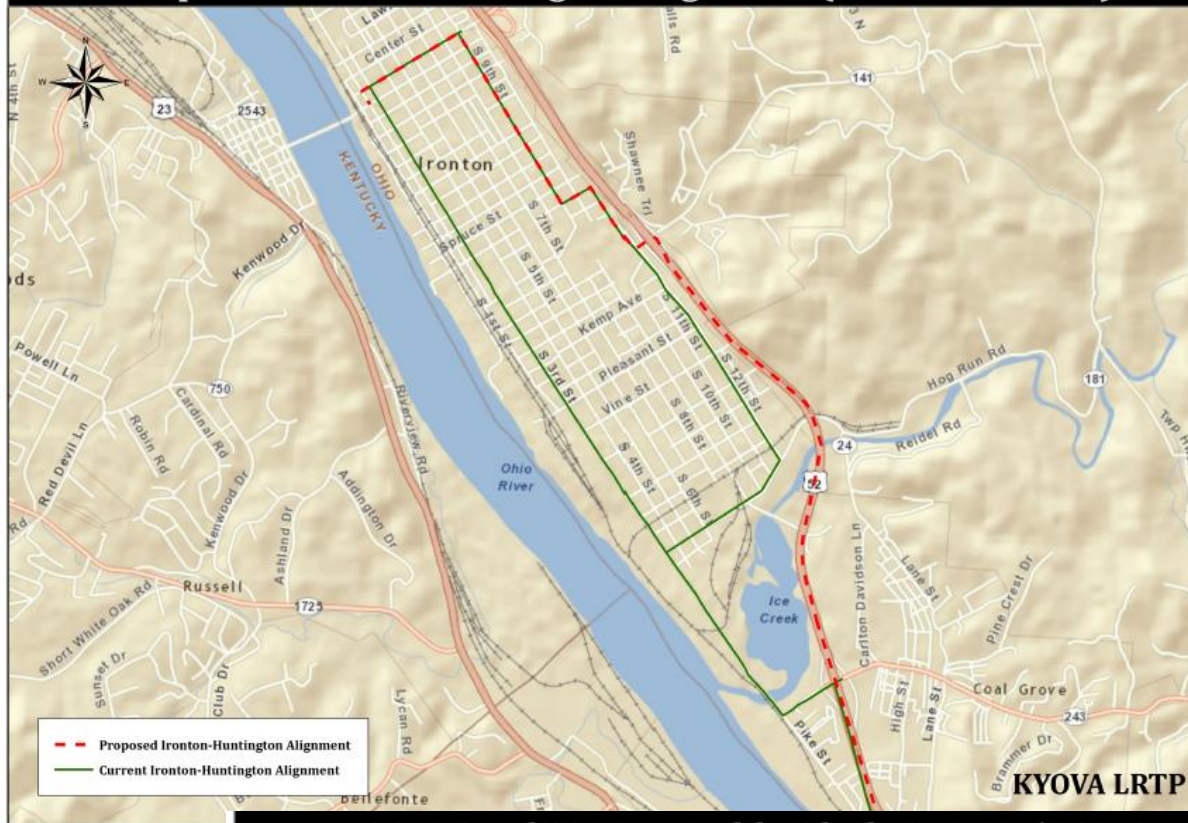 Center St
S 9th St
141
N 4th St
23
2543
N
W
E
S
Shawnee Trl
OHIO
KENTUCKY
Ironton
S 7th St
Spruce St
Kenwood Dr
S 5th St
S 1st St
Kemp Ave
S 11th St
Pleasant St
S 12th St
Hog Run Rd
181
Powell Ln
750
S 3rd St
Vine St
S 10th St
S 8th St
Reidel Rd
24
Cardinal Rd
Robin Rd
Red Devil Ln
Riverview Rd
Ohio
River
S 4th St
S 6th St
52
Kenwood Dr
Addington Dr
Ashland Dr
Carlton Davidson Ln
Lane St
Pine Crest Dr
Russell
1725
Ice
Creek
Short White Oak Rd
Sunset Dr
Club Dr
Lycan Rd
High St
Lane St
Coal Grove
243
Pike St
Brammer Dr
Proposed Ironton-Huntington Alignment
Current Ironton-Huntington Alignment
Bellefonte
KYOVA LRTP